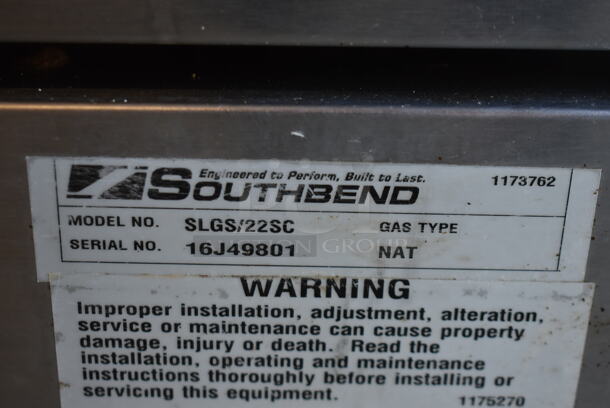 Engineered to Perform, Built to Last.
SOUTHBEND
1173762
MODEL NO. SLGS/22SC GAS TYPE
SERIAL NO. 16J49801 NAT
WARNING
Improper installation, adjustment, alteration,
service or maintenance can cause property
damage, injury or death. Read the
installation, operating and maintenance
instructions thoroughly before installing or
servicing this equipment. 1175270